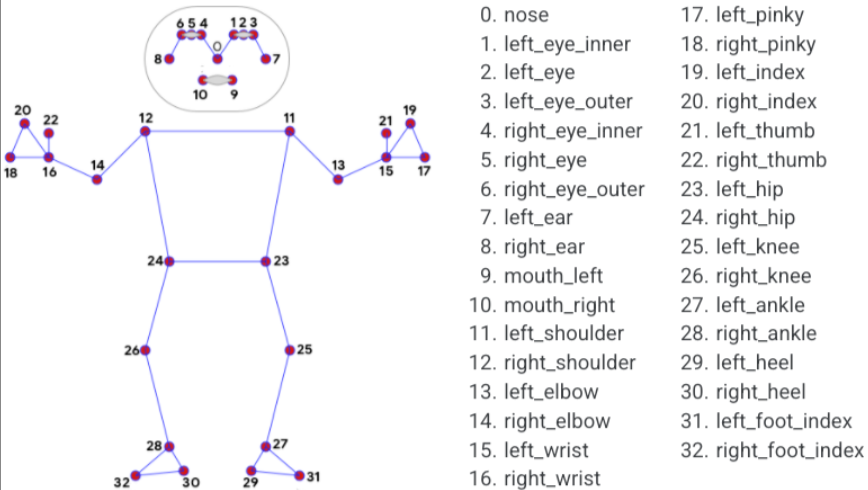 6 5 4 1 2 3
0
8 7
10 9
20 19
22 12 11 21
14 13
18 16 15 17
24 23
26 25
28 27
32 30 29 31
0. nose
1. left_eye_inner
2. left_eye
3. left_eye_outer
4. right_eye_inner
5. right_eye
6. right_eye_outer
7. left_ear
8. right_ear
9. mouth_left
10. mouth_right
11. left_shoulder
12. right_shoulder
13. left_elbow
14. right_elbow
15. left_wrist
16. right_wrist
17. left_pinky
18. right_pinky
19. left_index
20. right_index
21. left_thumb
22. right_thumb
23. left_hip
24. right_hip
25. left_knee
26. right_knee
27. left_ankle
28. right_ankle
29. left_heel
30. right_heel
31. left_foot_index
32. right_foot_index